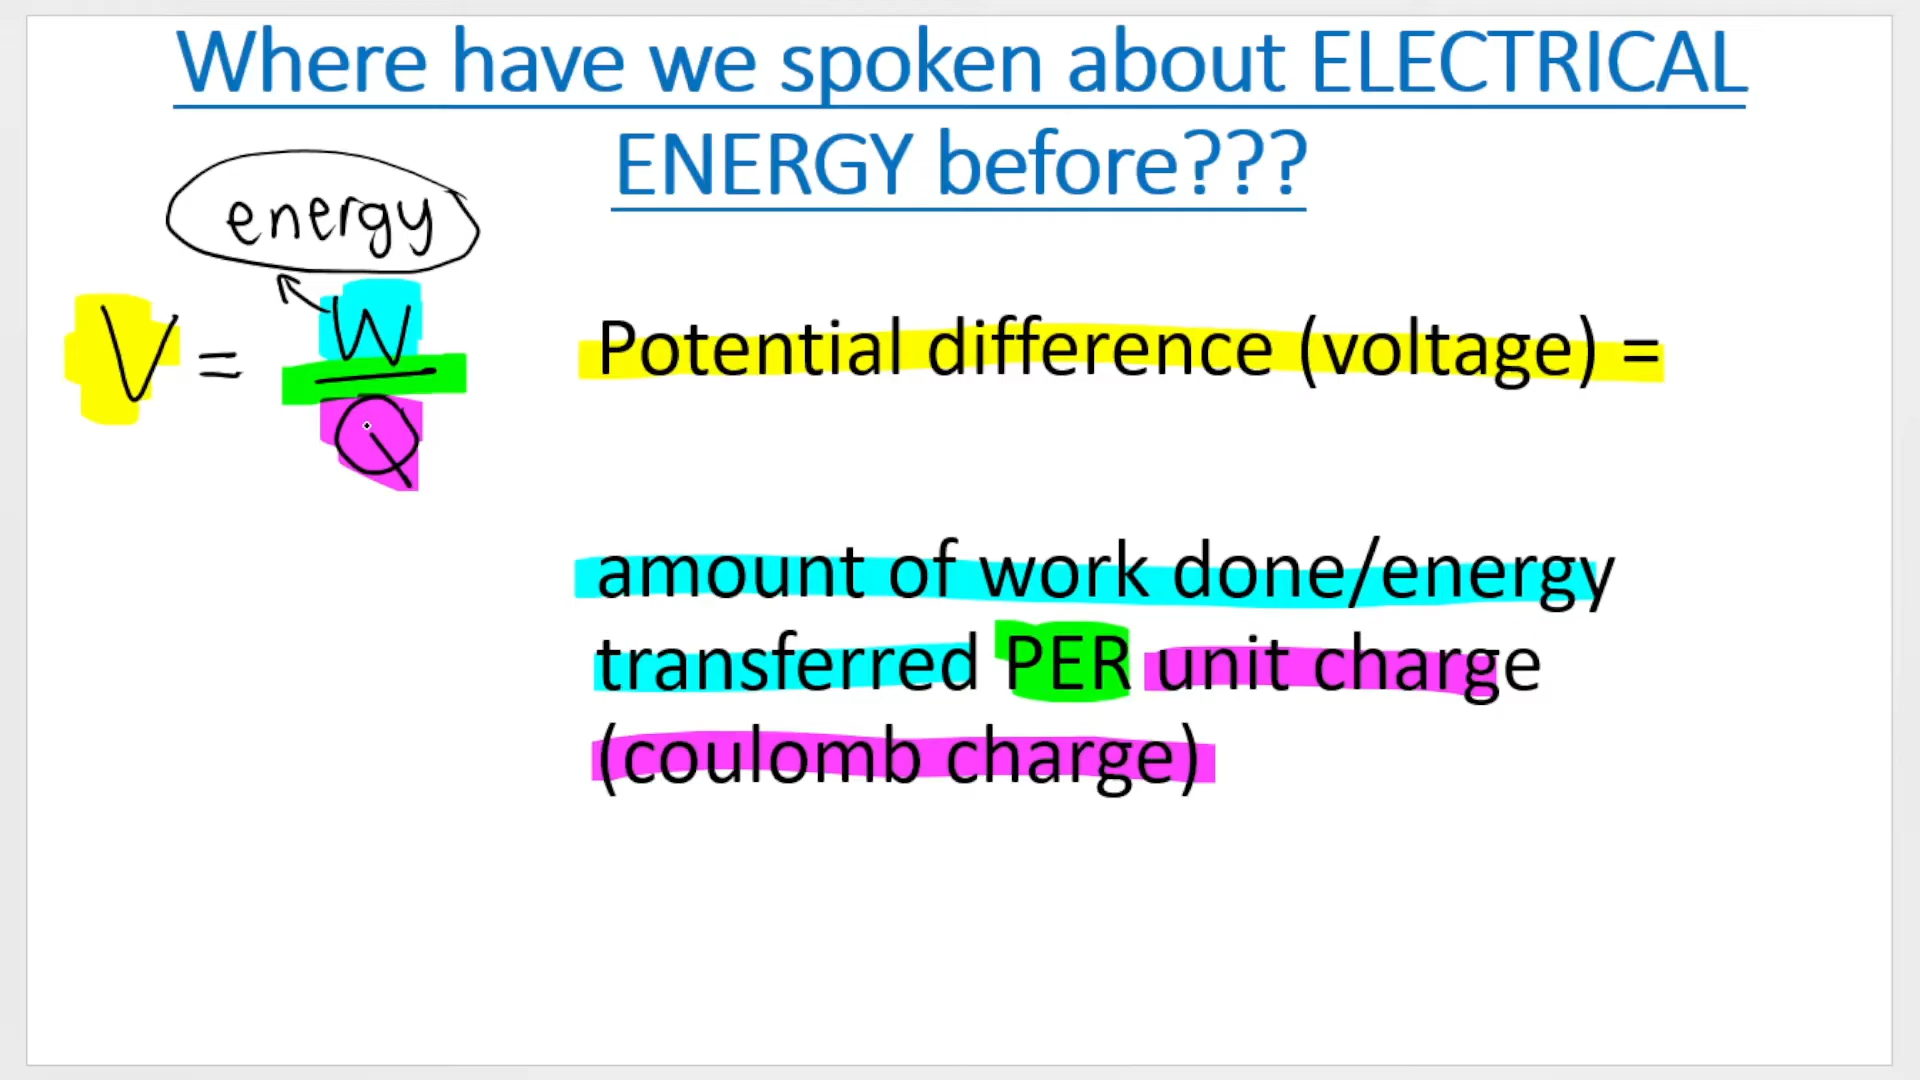 Where have we spoken about ELECTRICAL
ENERGY before???
energy
V = W
Q
Potential difference (voltage) =
amount of work done/energy
transferred PER unit charge
(coulomb charge)